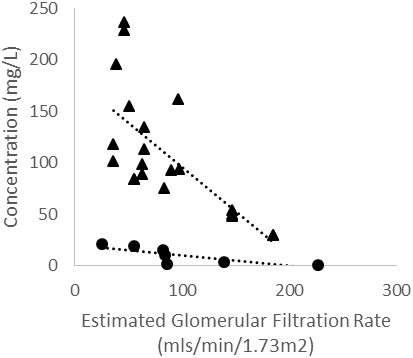 250
200
150
100
50
0
Concentration (mg/L)
0 100 200 300
Estimated Glomerular Filtration Rate
(mls/min/1.73m2)